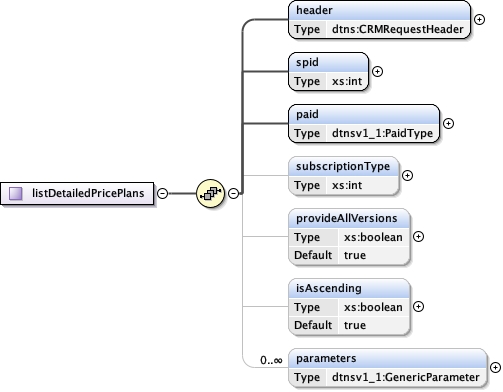 header
Type dtns:CRMRequestHeader
spid
Type xs:int
paid
Type dtnsv1_1:PaidType
listDetailedPricePlans
subscriptionType
Type xs:int
provideAllVersions
Type xs:boolean
Default true
isAscending
Type xs:boolean
Default true
0..∞
parameters
Type dtnsv1_1:GenericParameter